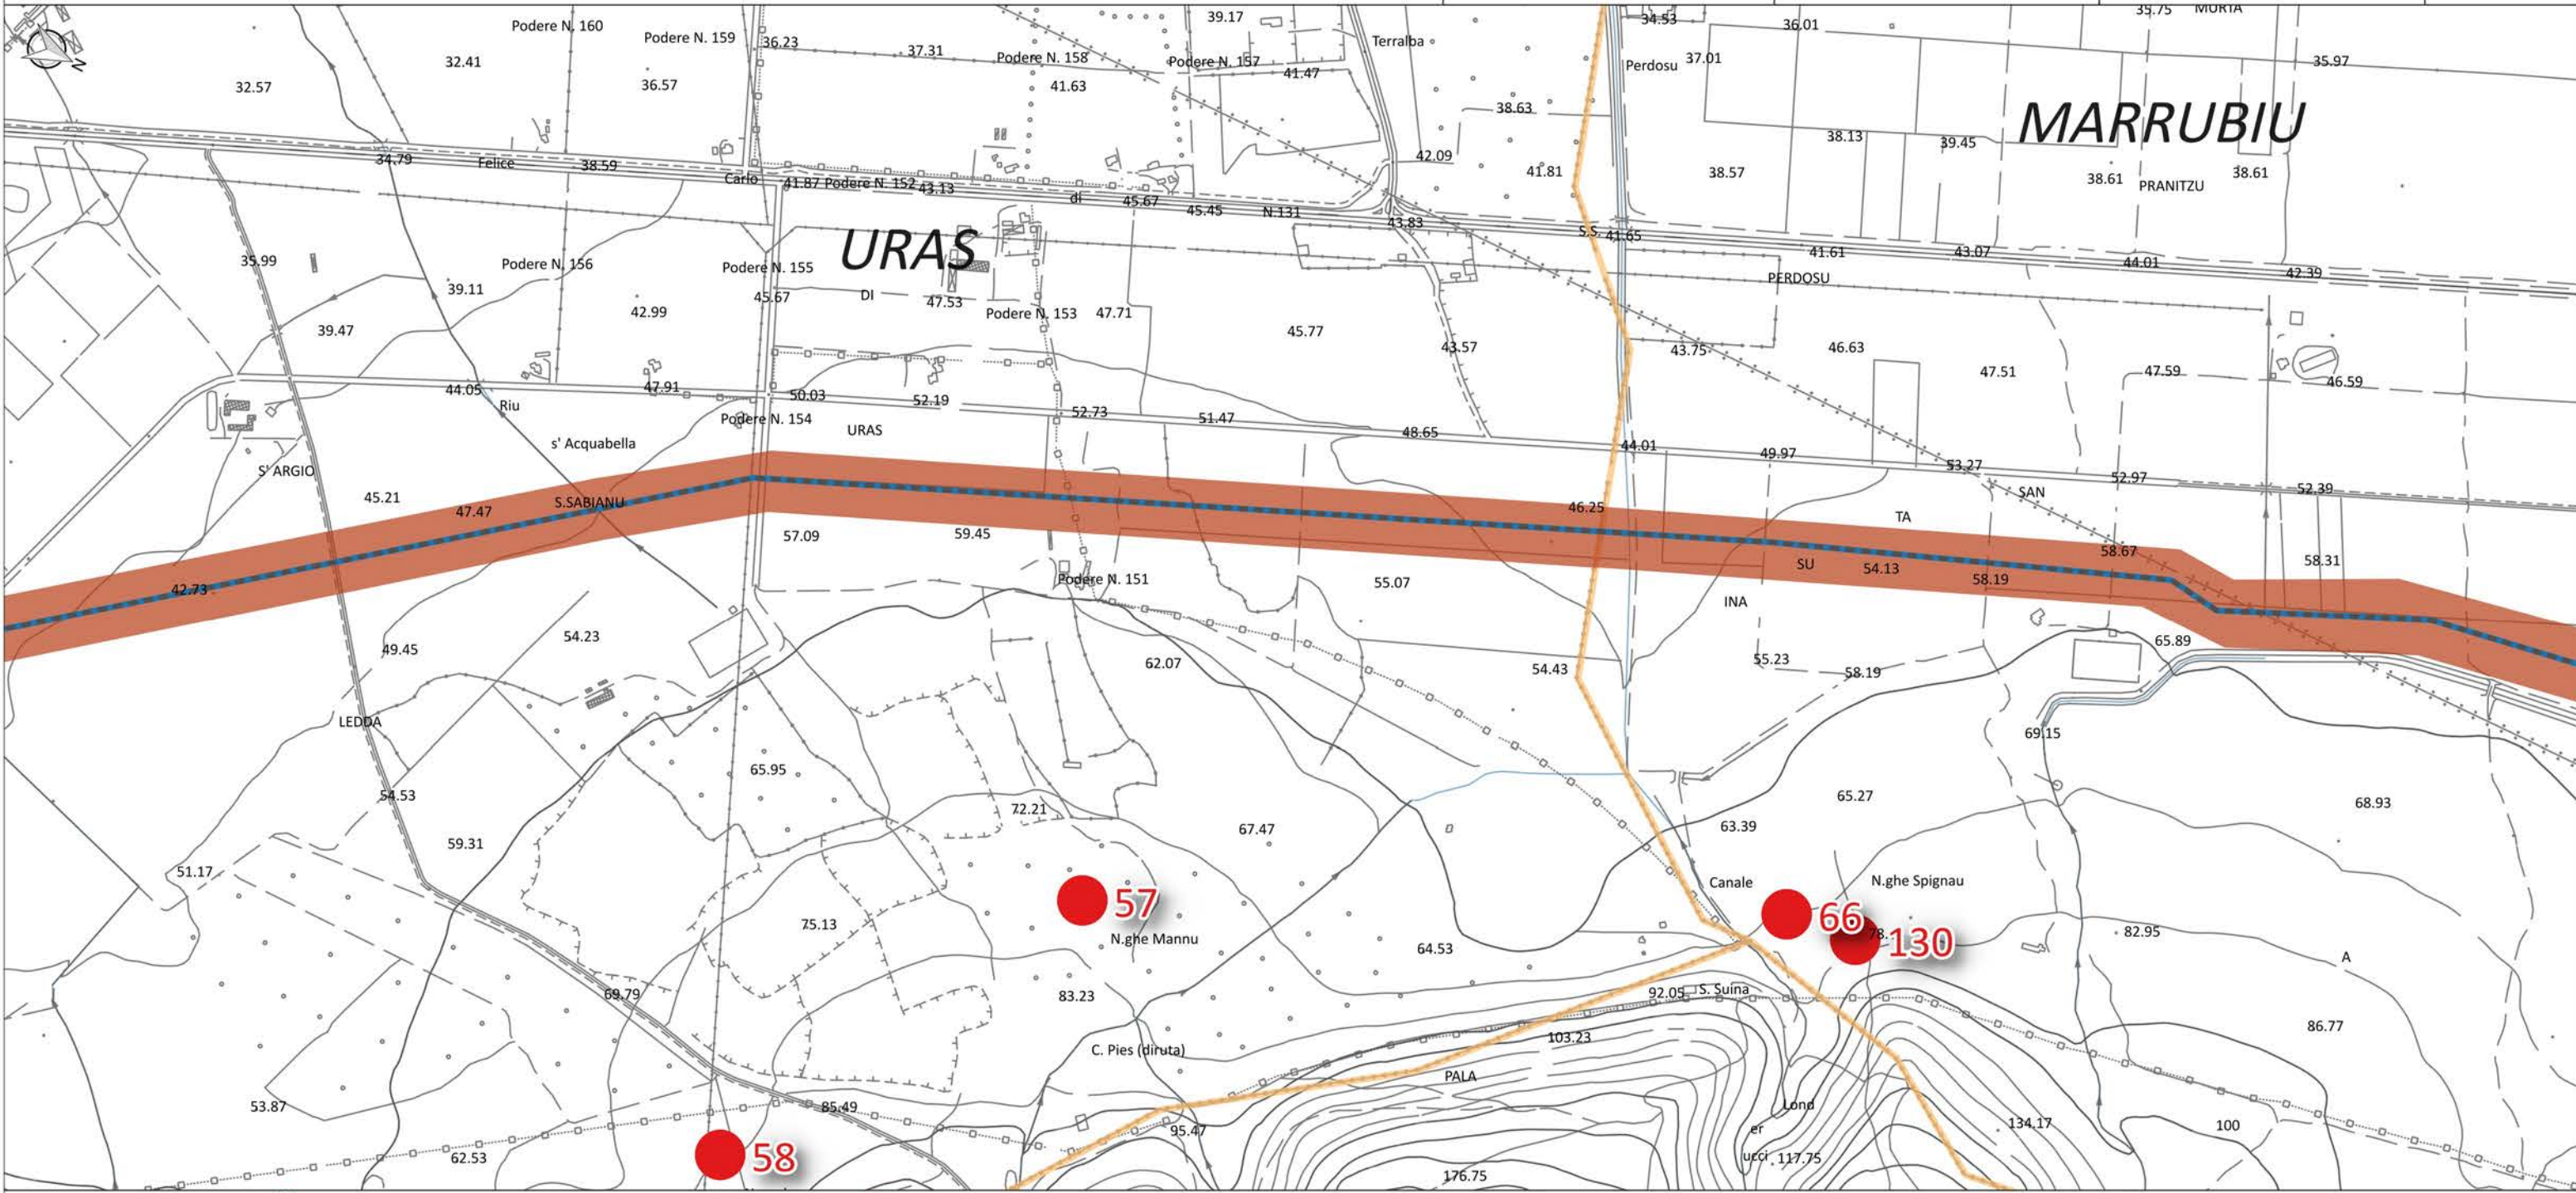 Podere N. 160
Podere N. 159
36.23
37.31
Podere N. 158
39.17
Podere N. 157
Terralba
34.53
36.01
35.75
MURTA
32.57
32.41
36.57
41.63
41.47
Perdosu
37.01
35.97
38.63
MARRUBIU
N
34.79
Felice
38.59
Carlo
41.87
Podere N. 152
43.13
di
45.67
45.45
N.131
43.83
42.09
41.81
38.57
38.13
39.45
38.61
PRANITZU
38.61
S.S.
41.65
41.61
43.07
44.01
42.39
PERDOSU
35.99
39.11
Podere N. 156
Podere N. 155
URAS
DI
47.53
45.67
42.99
39.47
Podere N. 153
47.71
45.77
43.57
43.75
46.63
47.51
47.59
46.59
44.05
Riu
47.91
50.03
52.19
52.73
51.47
48.65
44.01
49.97
53.27
52.97
52.39
Podere N. 154
URAS
s' Acquabella
S' ARGIO
45.21
47.47
S.SABIANU
57.09
59.45
46.25
TA
SAN
58.67
58.31
SU
54.13
58.19
INA
42.73
Podere N. 151
55.07
49.45
54.23
62.07
54.43
55.23
58.19
65.89
LEDDA
69.15
54.53
65.95
72.21
67.47
65.27
63.39
68.93
59.31
51.17
57
N.ghe Mannu
75.13
64.53
Canale
N.ghe Spignau
66
78.
130
82.95
A
69.79
83.23
92.05
S. Suina
103.23
86.77
C. Pies (diruta)
PALA
53.87
85.49
95.47
Lond
er
ucci
117.75
134.17
100
62.53
58
176.75